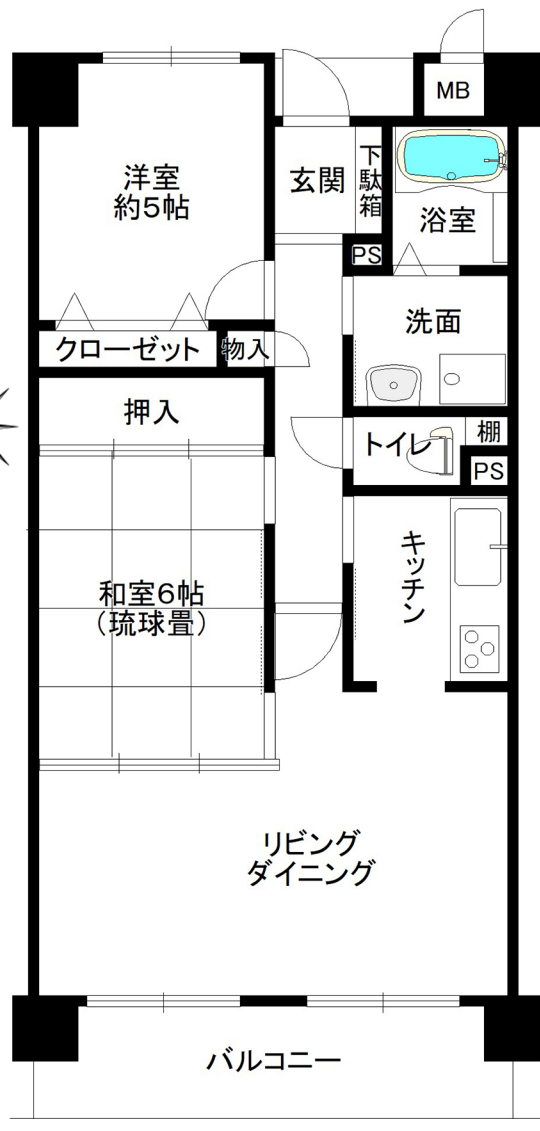 MB
洋室
約5帖
玄関
下駄箱
浴室
PS
洗面
クローゼット
物入
押入
トイレ
棚
PS
キッチン
和室6帖
(琉球畳)
リビング
ダイニング
バルコニー